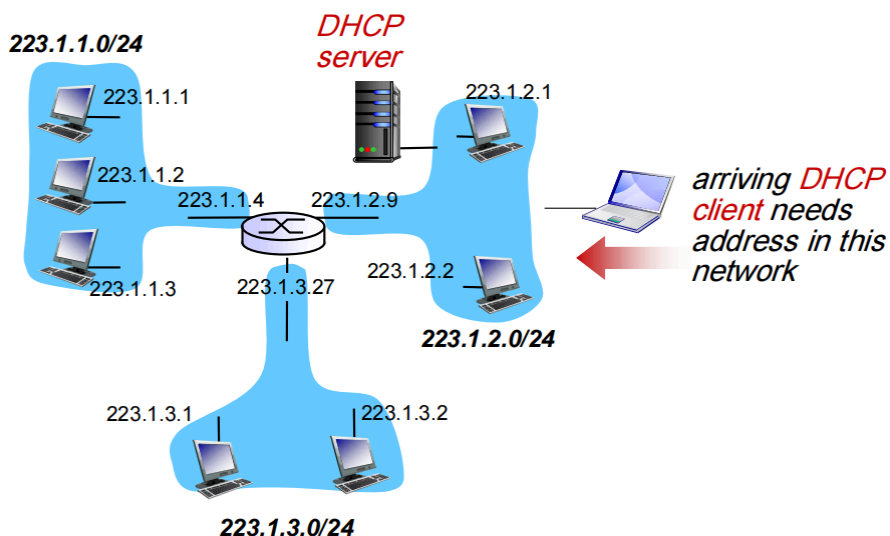 DHCP
server
223.1.1.0/24
223.1.1.1
223.1.2.1
223.1.1.2
223.1.1.4
223.1.2.9
arriving DHCP
client needs
address in this
network
223.1.1.3
223.1.3.27
223.1.2.2
223.1.2.0/24
223.1.3.1
223.1.3.2
223.1.3.0/24